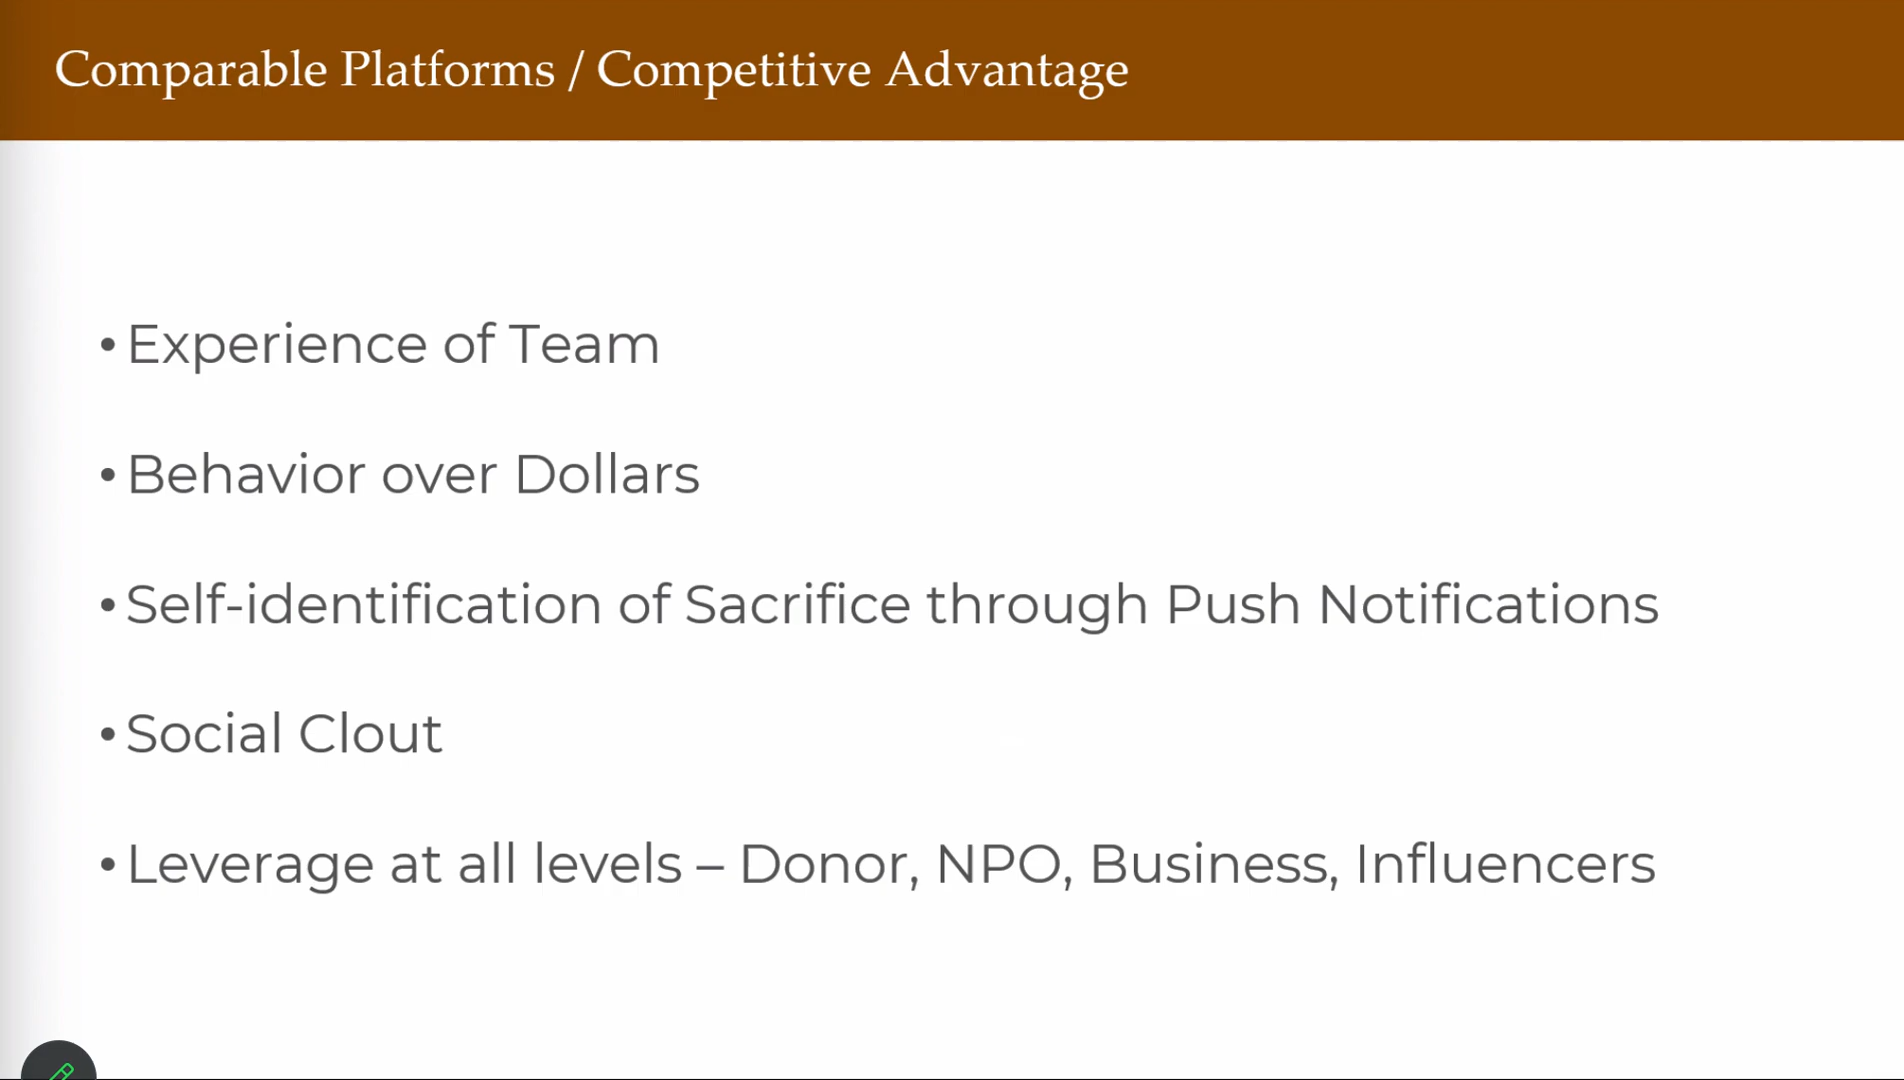 Comparable Platforms / Competitive Advantage
• Experience of Team
• Behavior over Dollars
• Self-identification of Sacrifice through Push Notifications
• Social Clout
• Leverage at all levels – Donor, NPO, Business, Influencers